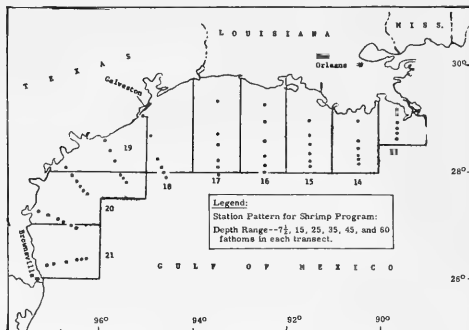 LOUISIANA
MISS.
TEXAS
Orleans
Galveston
28°
19
18
17
16
15
14
11
20
21
Brownsville
Legend:
Station Pattern for Shrimp Program:
Depth Range--7½, 15, 25, 35, 45, and 60
fathoms in each transect.
GULF OF MEXICO
26°
96°
94°
92°
90°